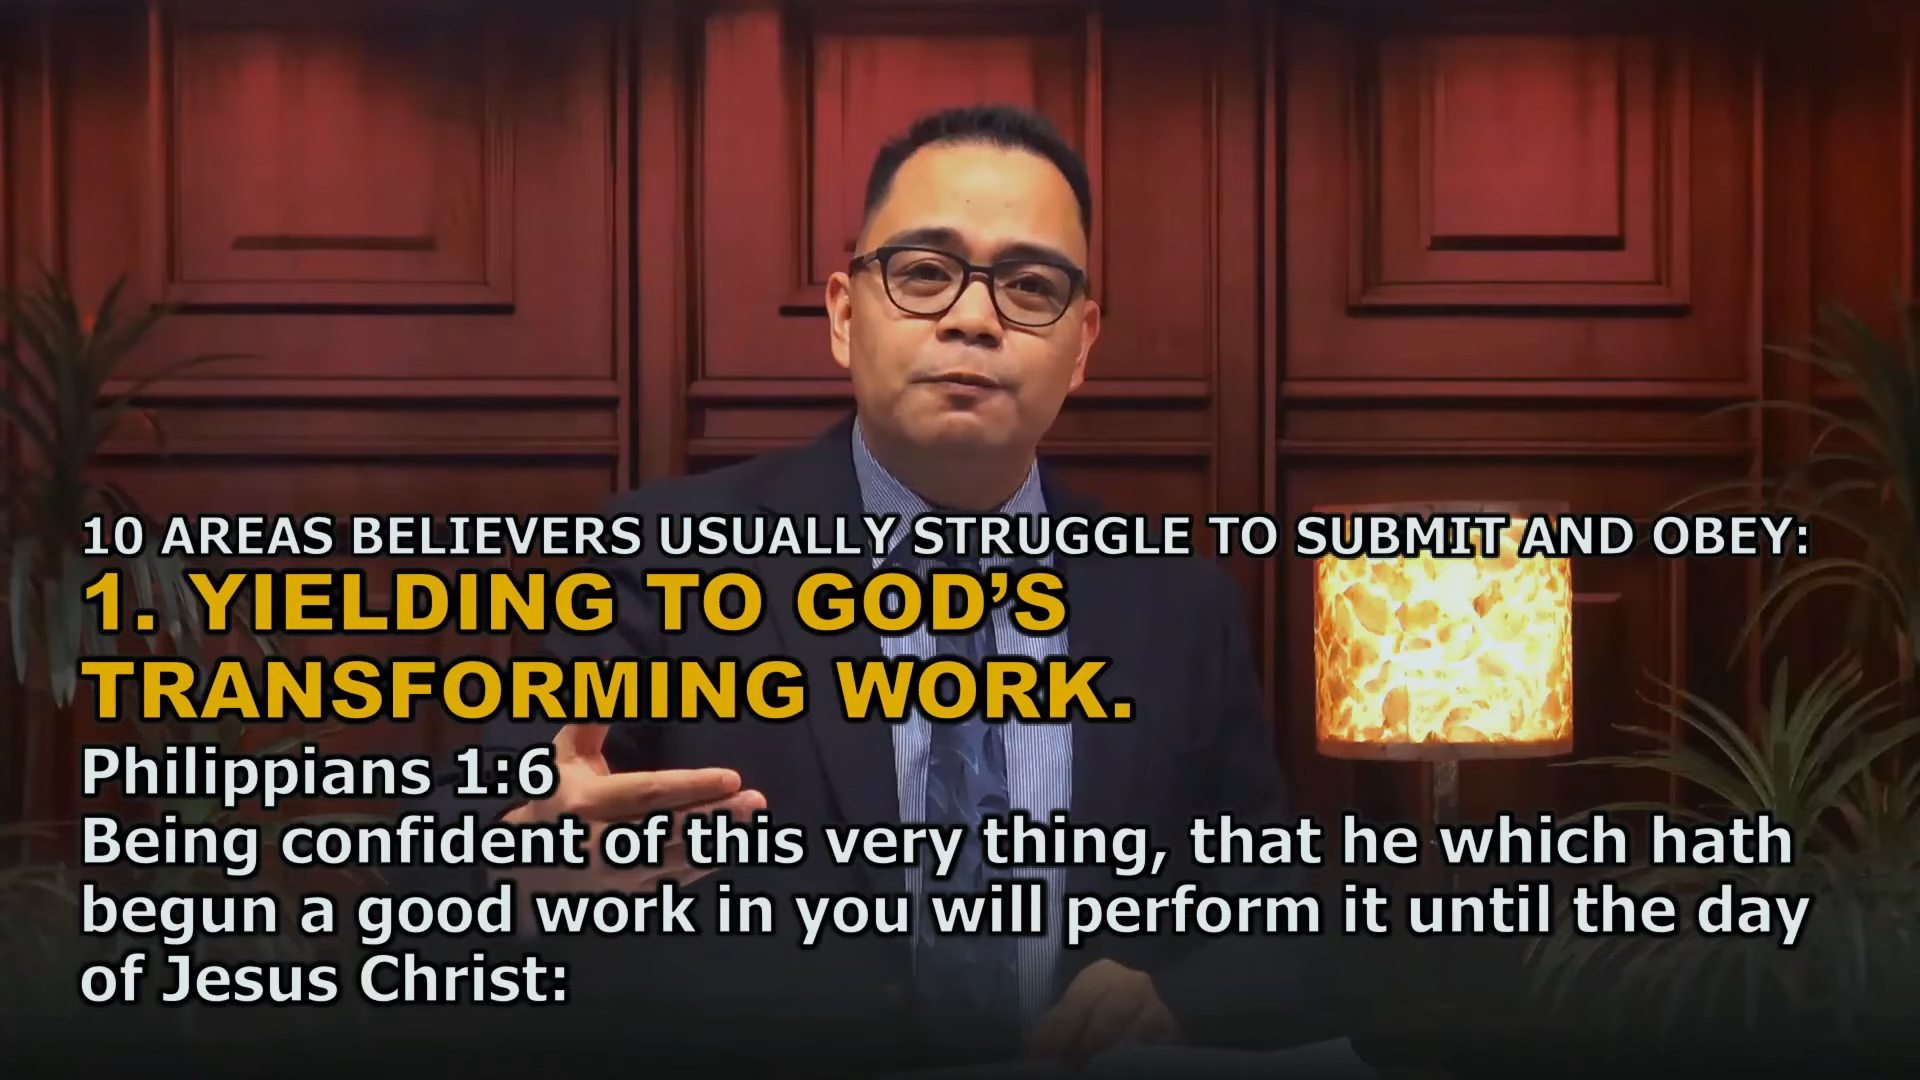 10 AREAS BELIEVERS USUALLY STRUGGLE TO SUBMIT AND OBEY:
1. YIELDING TO GOD’S
TRANSFORMING WORK.
Philippians 1:6
Being confident of this very thing, that he which hath
begun a good work in you will perform it until the day
of Jesus Christ: